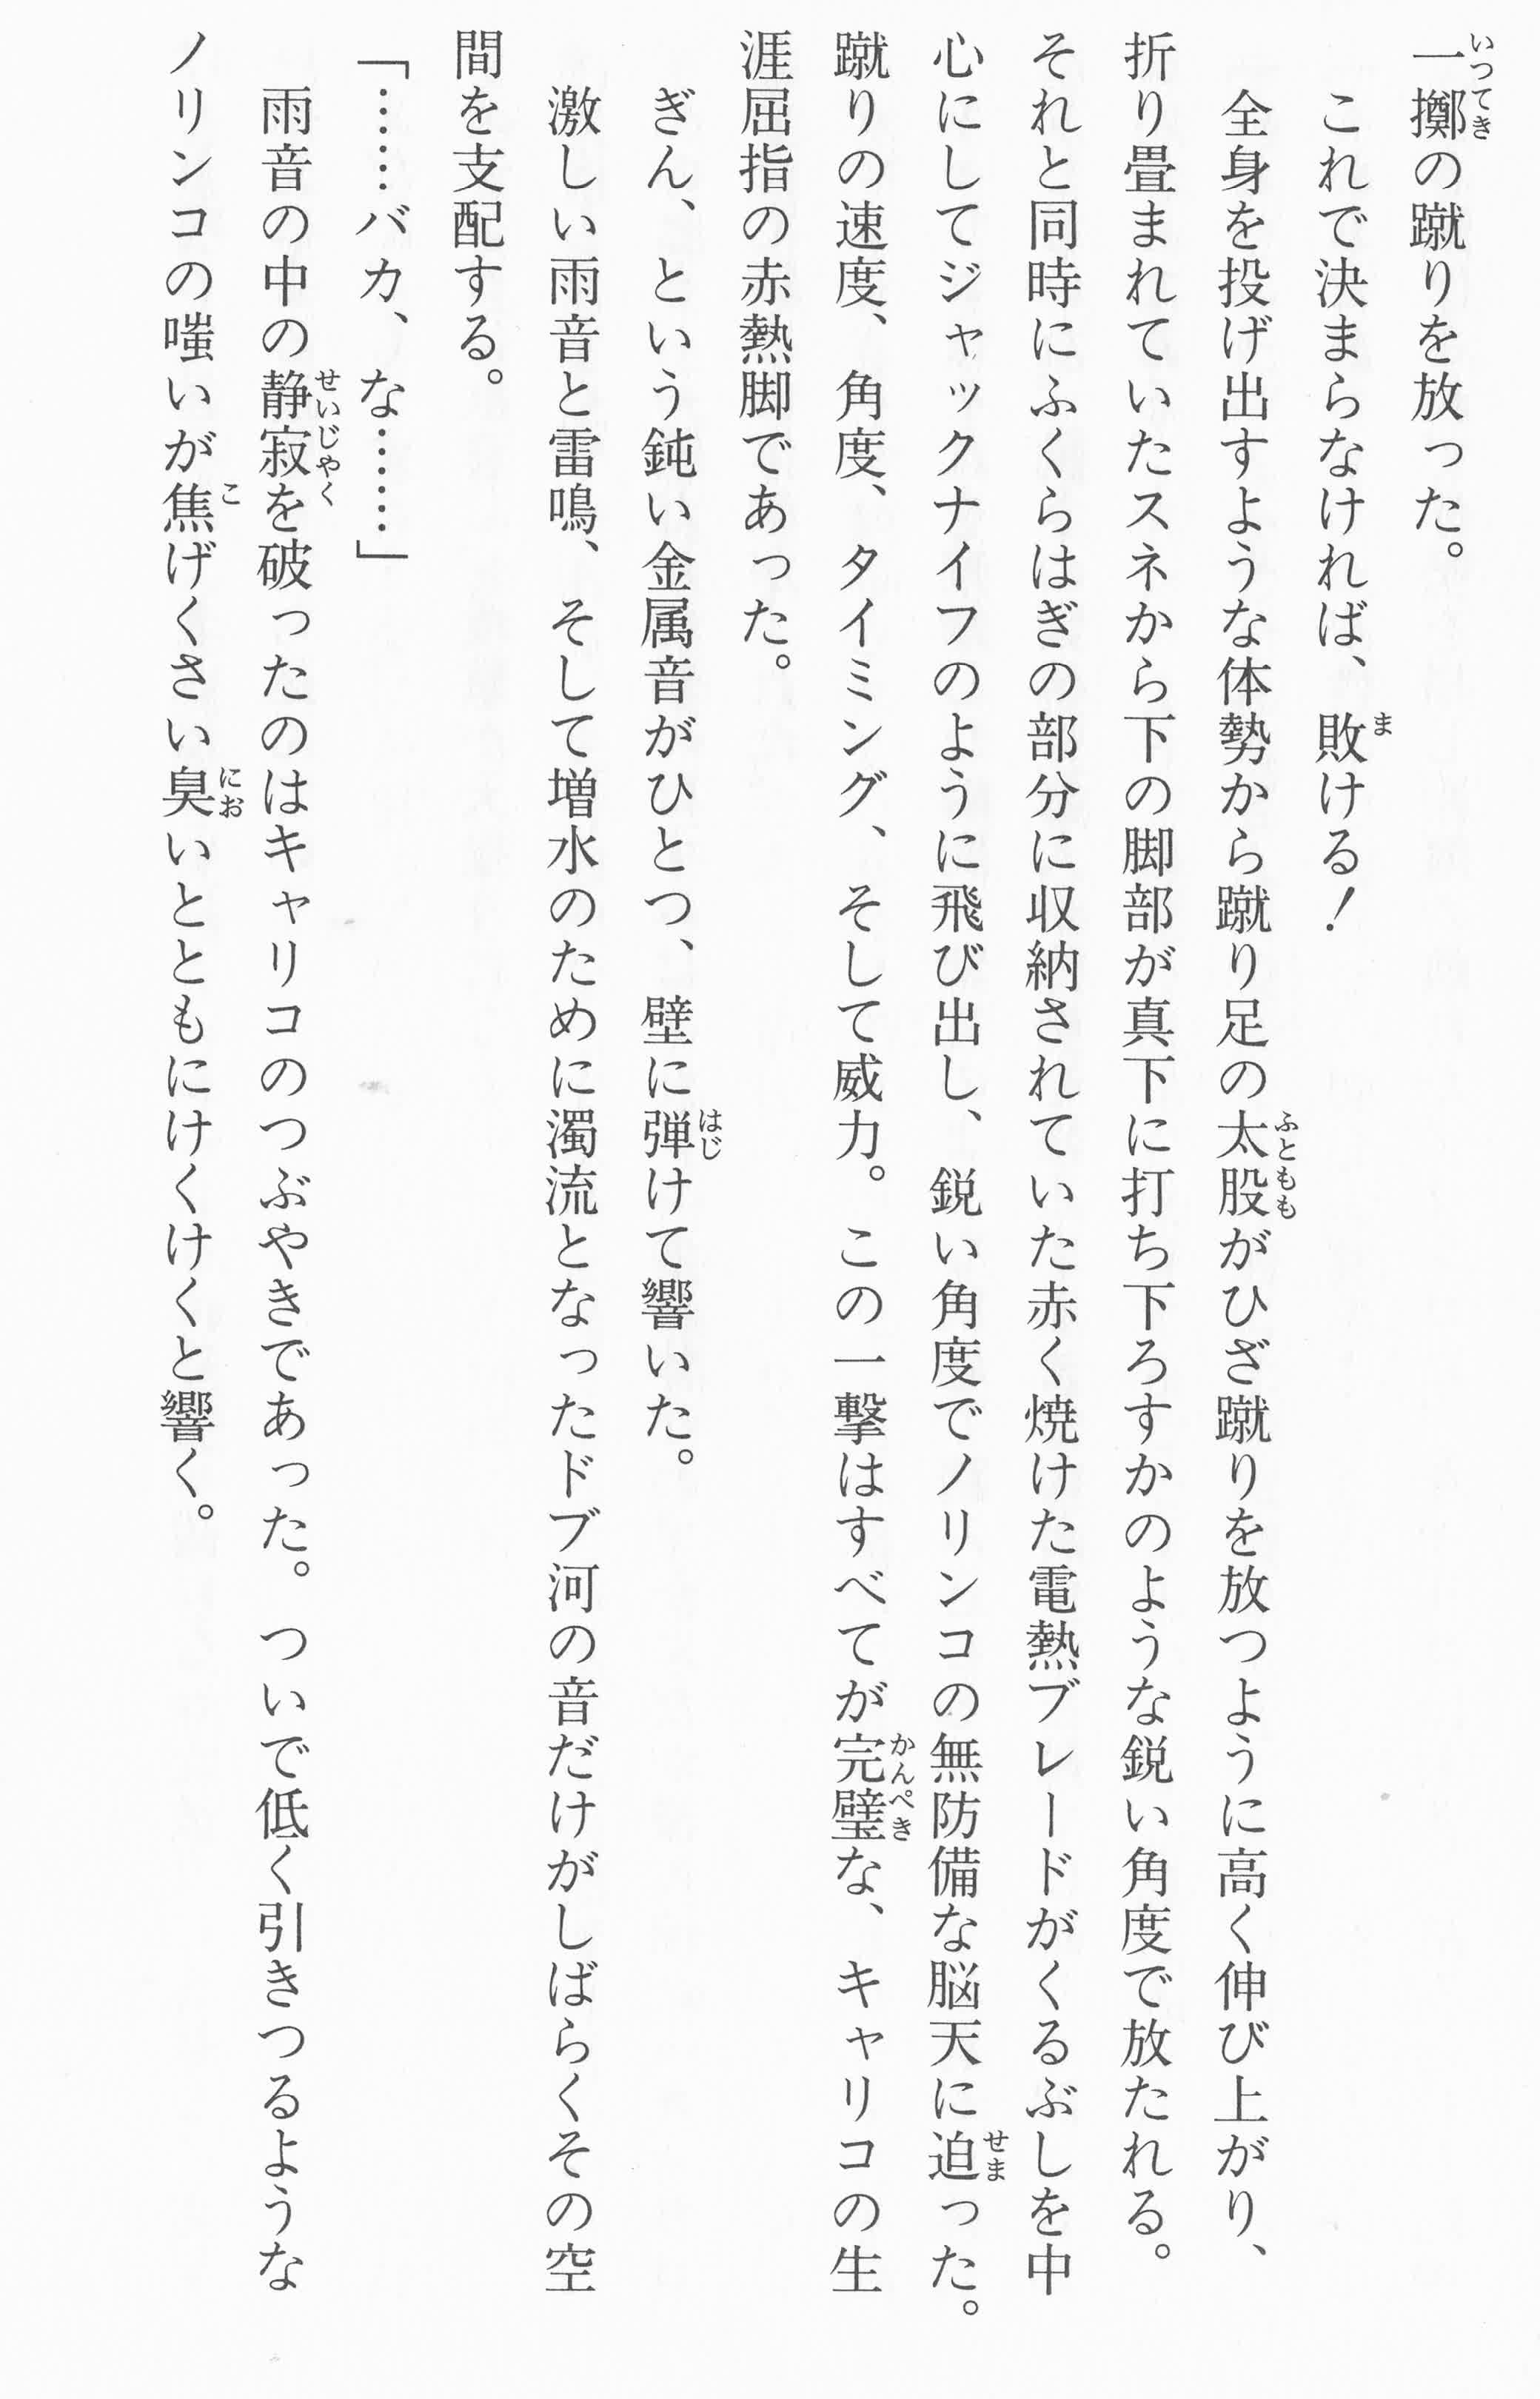 一擲の蹴りを放った。
　これで決まらなければ、敗ける！
　全身を投げ出すような体勢から蹴り足の太股がひざ蹴りを放つように高く伸び上がり、
折り畳まれていたスネから下の脚部が真下に打ち下ろすかのような鋭い角度で放たれる。
それと同時にふくらはぎの部分に収納されていた赤く焼けた電熱ブレードがくるぶしを中
心にしてジャックナイフのように飛び出し、鋭い角度でノリンコの無防備な脳天に迫った。
蹴りの速度、角度、タイミング、そして威力。この一撃はすべてが完璧な、キャリコの生
涯屈指の赤熱脚であった。
　ぎん、という鈍い金属音がひとつ、壁に弾けて響いた。
　激しい雨音と雷鳴、そして増水のために濁流となったドブ河の音だけがしばらくその空
間を支配する。
「……バカ、な……」
　雨音の中の静寂を破ったのはキャリコのつぶやきであった。ついで低く引きつるような
ノリンコの嗤いが焦げくさい臭いとともにけくけくと響く。